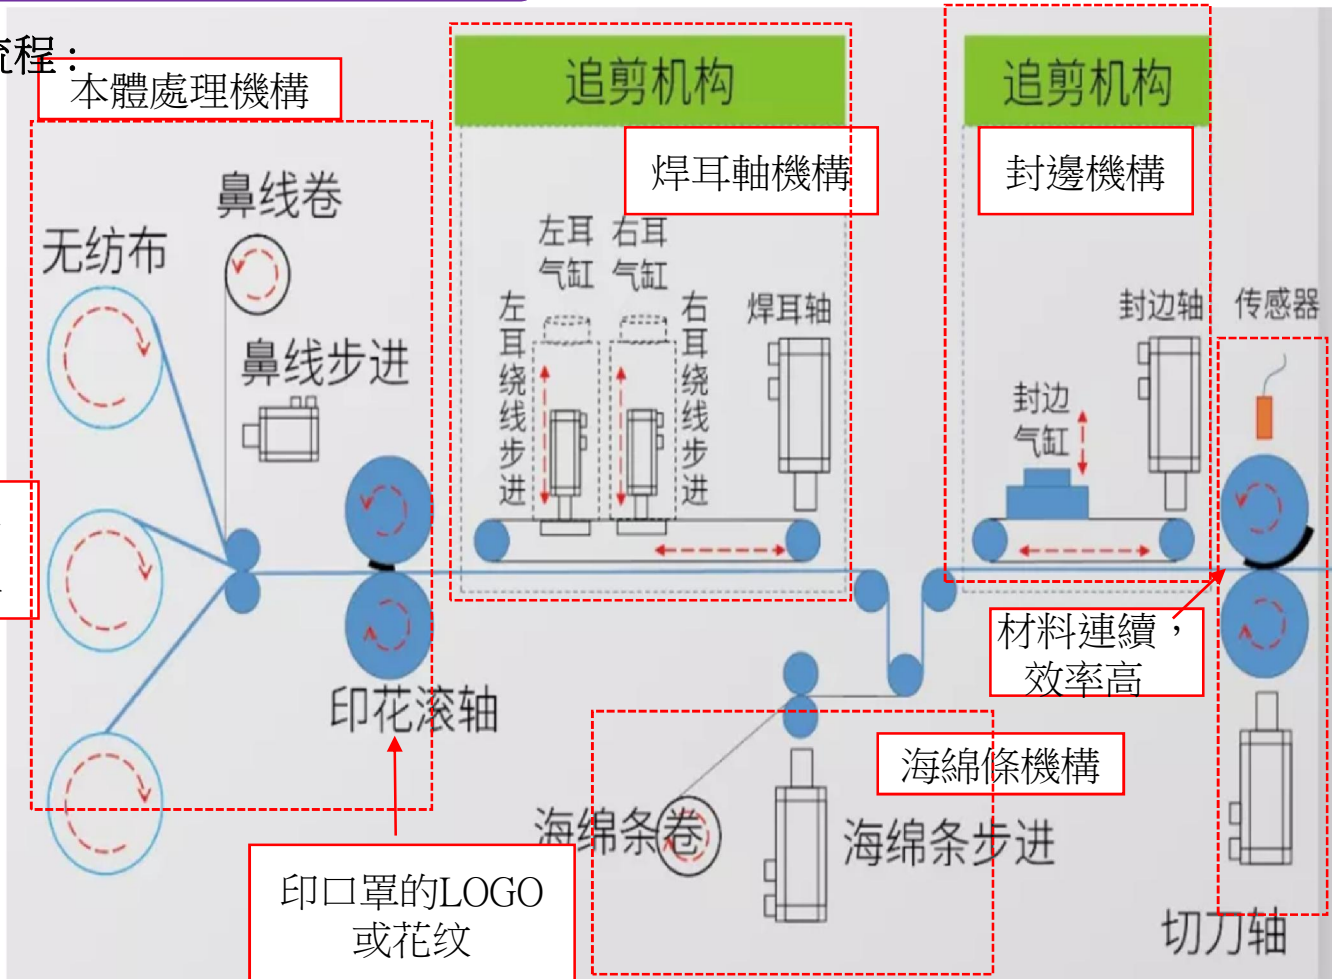 流程:
本體處理機構
追剪机构
追剪机构
焊耳軸機構
封邊機構
鼻线卷
无纺布
鼻线步进
左耳
气缸
右耳
气缸
左耳绕线步进
右耳绕线步进
焊耳轴
封边轴
传感器
封边
气缸
材料連續，
效率高
印花滚轴
海綿條機構
海绵条卷
海绵条步进
印口罩的LOGO
或花纹
切刀轴